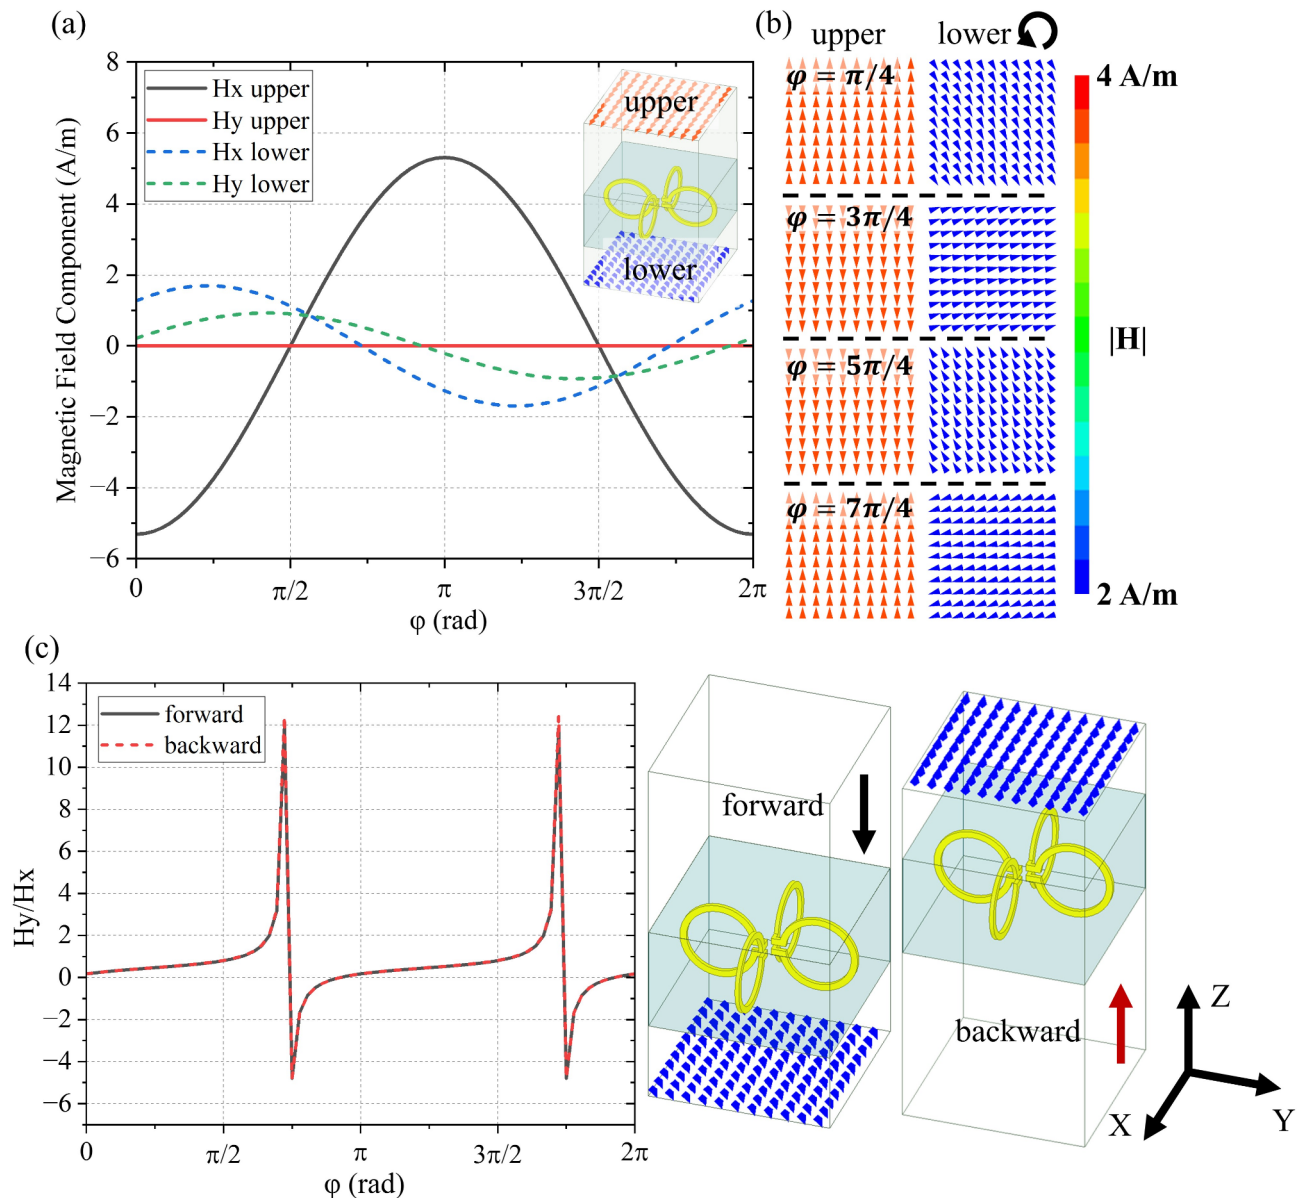 (a)
Magnetic Field Component (A/m)
8
6
4
2
0
−2
−4
−6
Hx upper
Hy upper
Hx lower
Hy lower
upper
lower
0
π/2
π
3π/2
2π
φ (rad)
(b)
upper
lower
φ = π/4
φ = 3π/4
φ = 5π/4
φ = 7π/4
4 A/m
|H|
2 A/m
(c)
Hy/Hx
14
12
10
8
6
4
2
0
−2
−4
−6
forward
backward
0
π/2
π
3π/2
2π
φ (rad)
forward
backward
Z
X
Y